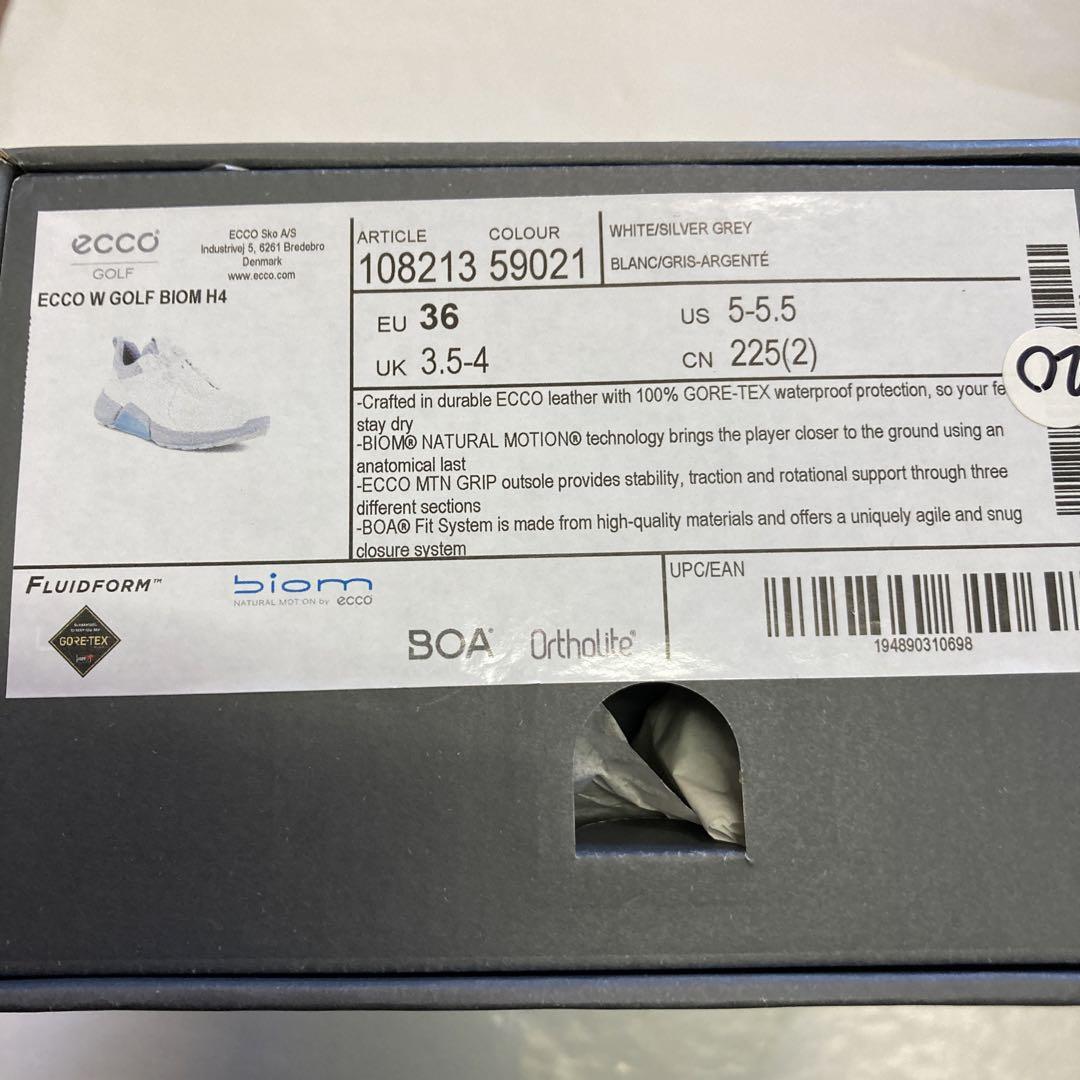 ecco
GOLF
ECCO Sko A/S
Industrivej 5, 6261 Bredebro
Denmark
www.ecco.com
ECCO W GOLF BIOM H4
ARTICLE COLOUR
108213 59021
WHITE/SILVER GREY
BLANC/GRIS-ARGENTÉ
EU 36
US 5-5.5
UK 3.5-4
CN 225(2)
-Crafted in durable ECCO leather with 100% GORE-TEX waterproof protection, so your fe
stay dry
-BIOM® NATURAL MOTION® technology brings the player closer to the ground using an
anatomical last
-ECCO MTN GRIP outsole provides stability, traction and rotational support through three
different sections
-BOA® Fit System is made from high-quality materials and offers a uniquely agile and snug
closure system
FLUIDFORM™
biom
NATURAL MOTION by ecco
GORE-TEX
BOA®
Ortholite®
UPC/EAN
194890310698